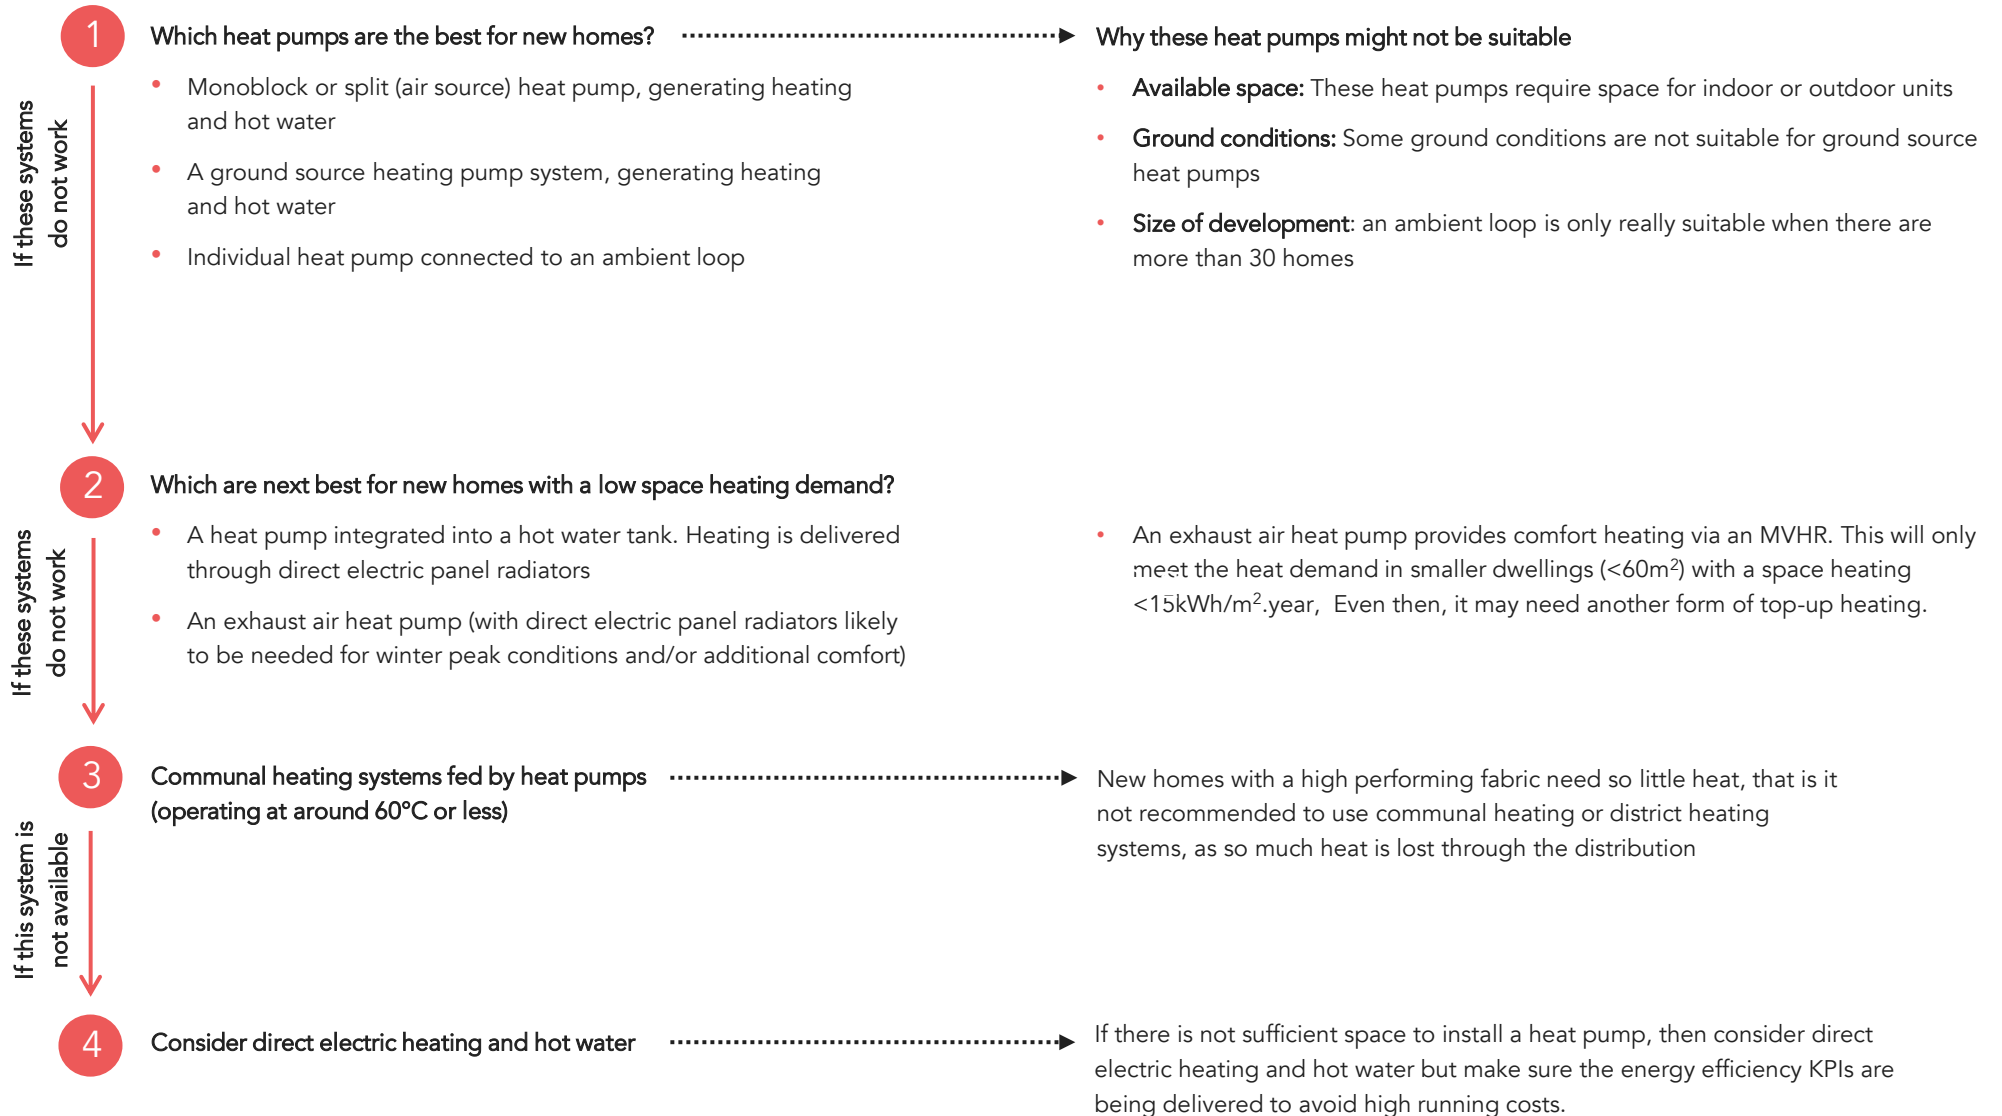 1
Which heat pumps are the best for new homes?
Why these heat pumps might not be suitable
If these systems
do not work
• Monoblock or split (air source) heat pump, generating heating
and hot water
• A ground source heating pump system, generating heating
and hot water
• Individual heat pump connected to an ambient loop
• Available space: These heat pumps require space for indoor or outdoor units
• Ground conditions: Some ground conditions are not suitable for ground source
heat pumps
• Size of development: an ambient loop is only really suitable when there are
more than 30 homes
2
Which are next best for new homes with a low space heating demand?
If these systems
do not work
• A heat pump integrated into a hot water tank. Heating is delivered
through direct electric panel radiators
• An exhaust air heat pump (with direct electric panel radiators likely
to be needed for winter peak conditions and/or additional comfort)
• An exhaust air heat pump provides comfort heating via an MVHR. This will only
meet the heat demand in smaller dwellings (<60m²) with a space heating
<15kWh/m².year, Even then, it may need another form of top-up heating.
3
Communal heating systems fed by heat pumps
(operating at around 60°C or less)
If this system is
not available
New homes with a high performing fabric need so little heat, that is it
not recommended to use communal heating or district heating
systems, as so much heat is lost through the distribution
4
Consider direct electric heating and hot water
If there is not sufficient space to install a heat pump, then consider direct
electric heating and hot water but make sure the energy efficiency KPIs are
being delivered to avoid high running costs.